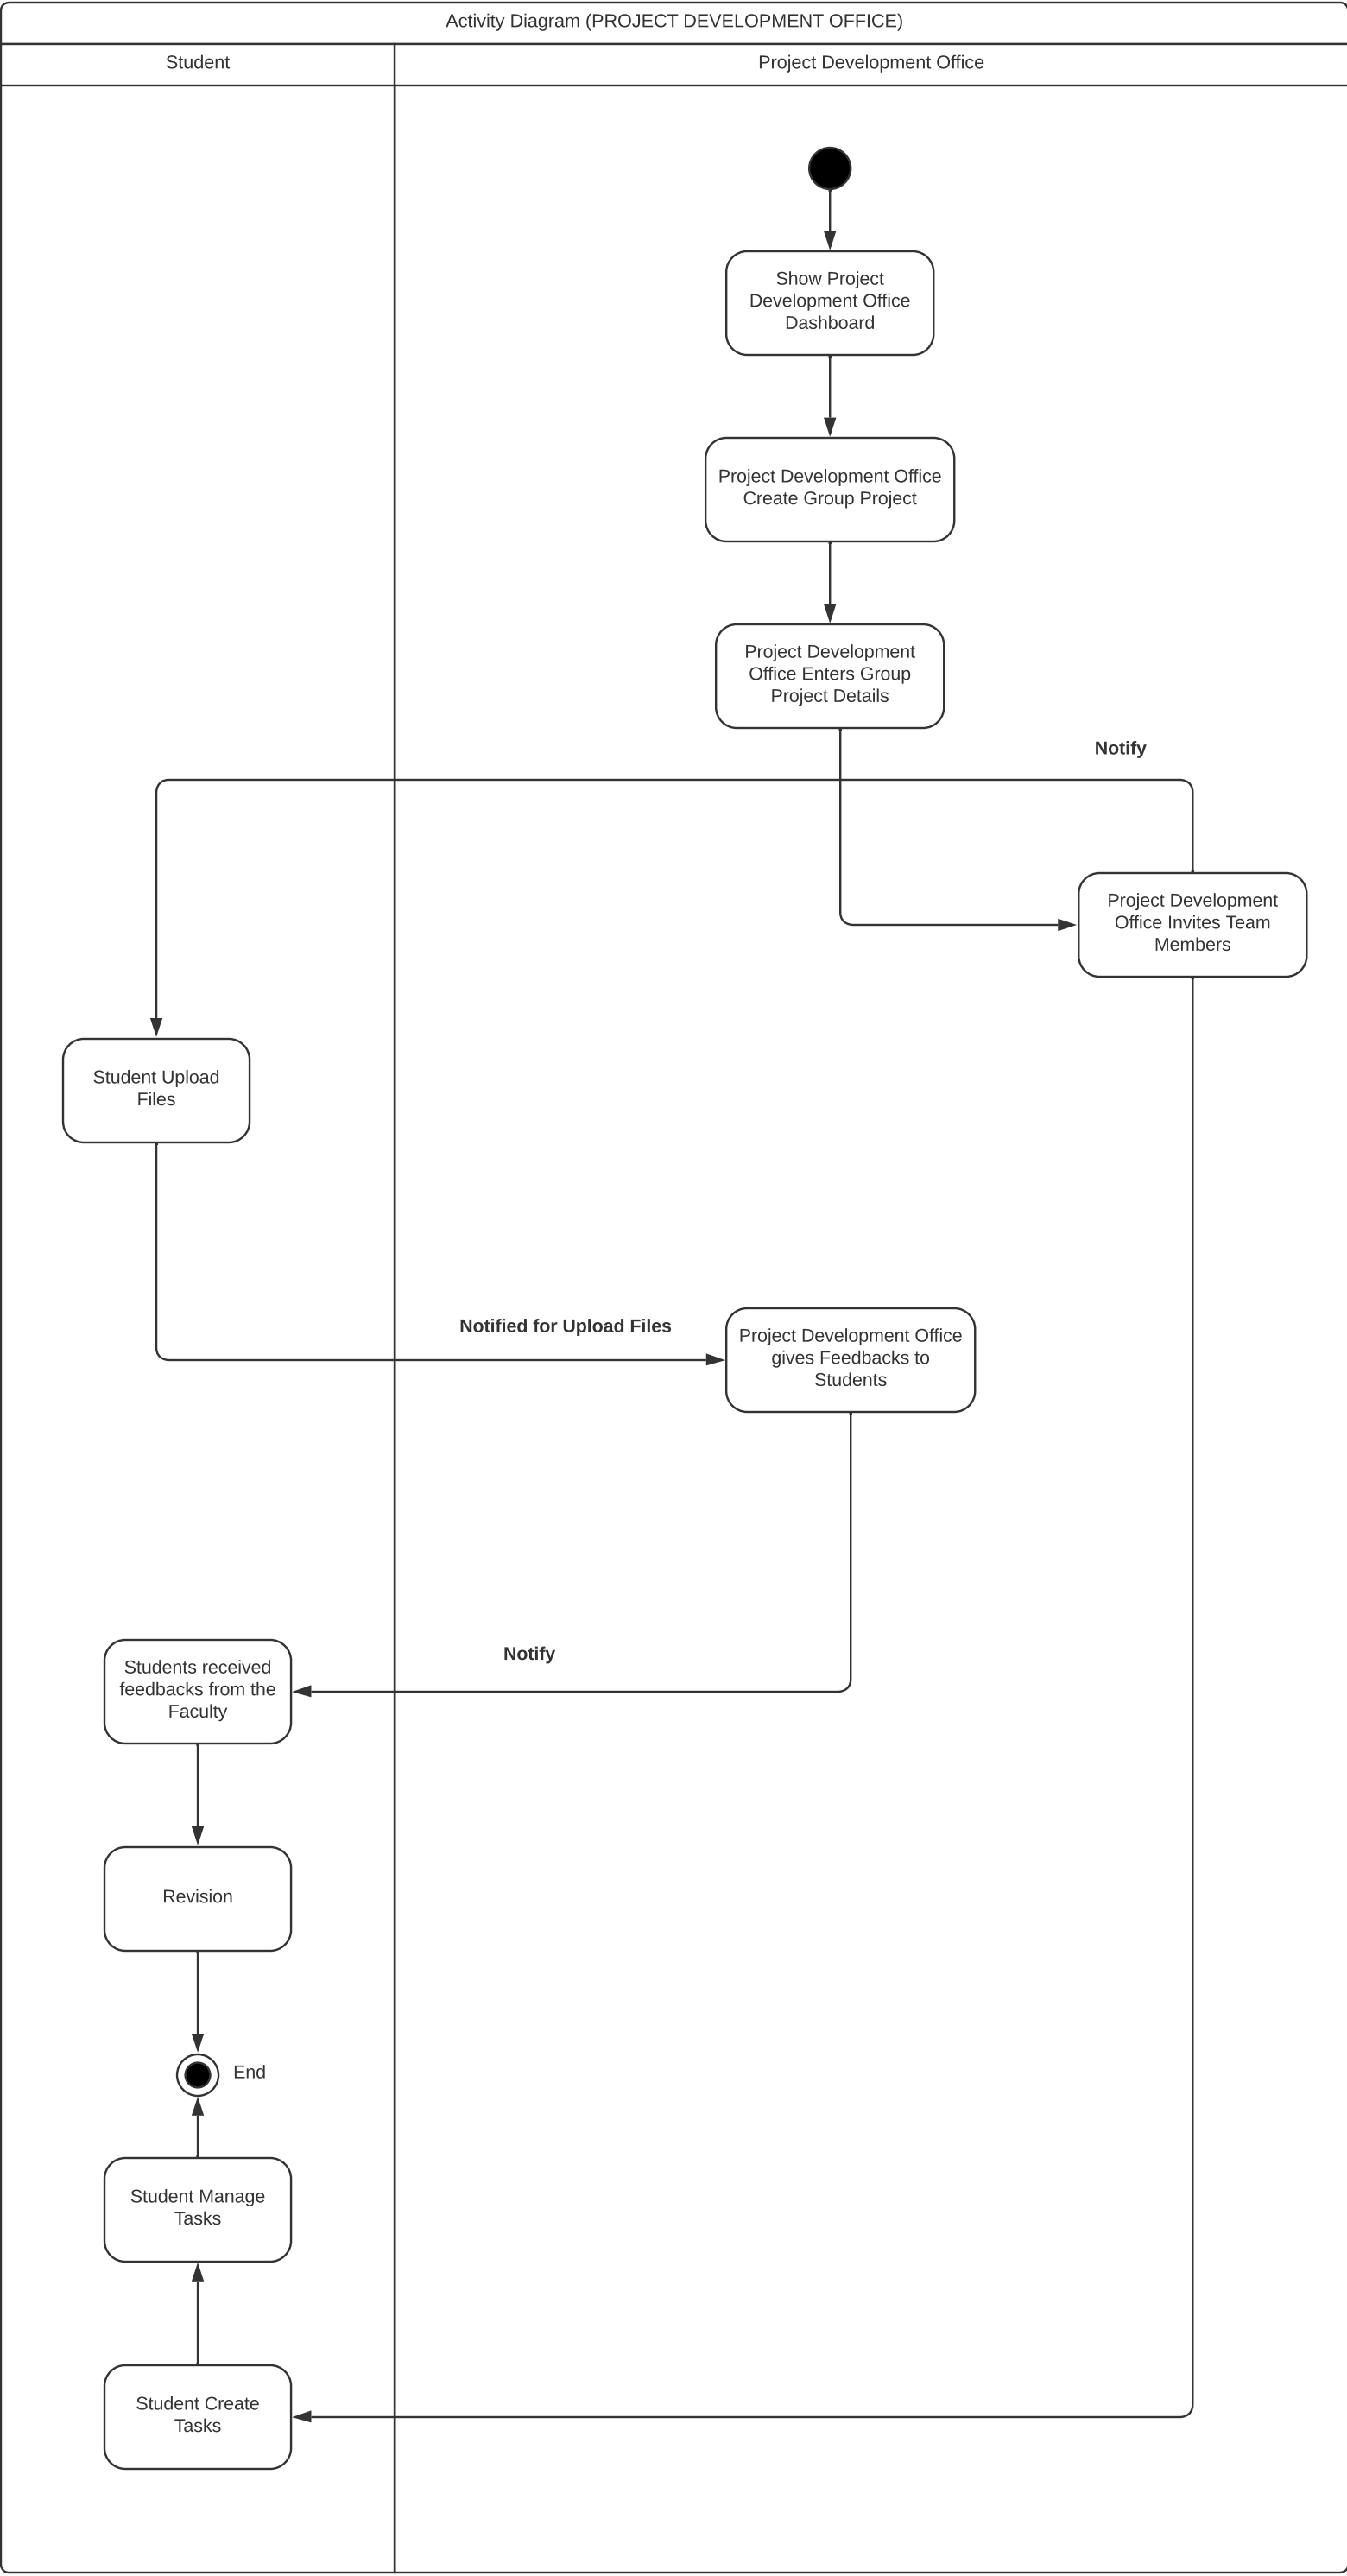 Activity Diagram (PROJECT DEVELOPMENT OFFICE)
Student
Project Development Office
Show Project
Development Office
Dashboard
Project Development Office
Create Group Project
Project Development
Office Enters Group
Project Details
Notify
Project Development
Office Invites Team
Members
Student Upload
Files
Notified for Upload Files
Project Development Office
gives Feedbacks to
Students
Notify
Students received
feedbacks from the
Faculty
Revision
End
Student Manage
Tasks
Student Create
Tasks